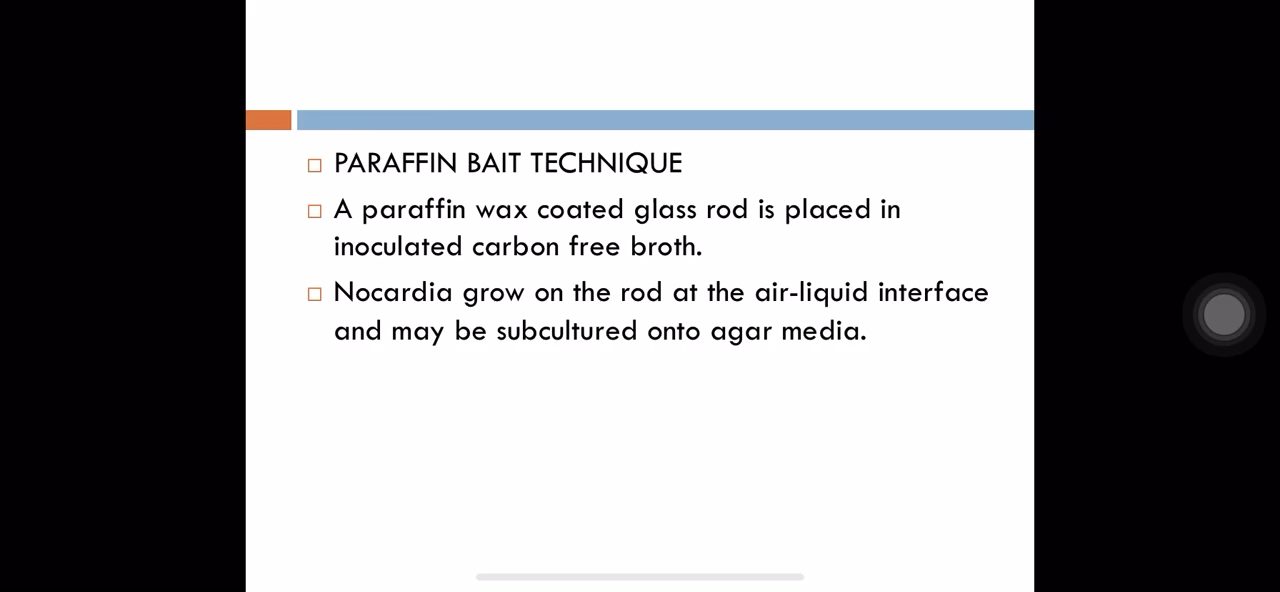 PARAFFIN BAIT TECHNIQUE
A paraffin wax coated glass rod is placed in
inoculated carbon free broth.
Nocardia grow on the rod at the air-liquid interface
and may be subcultured onto agar media.